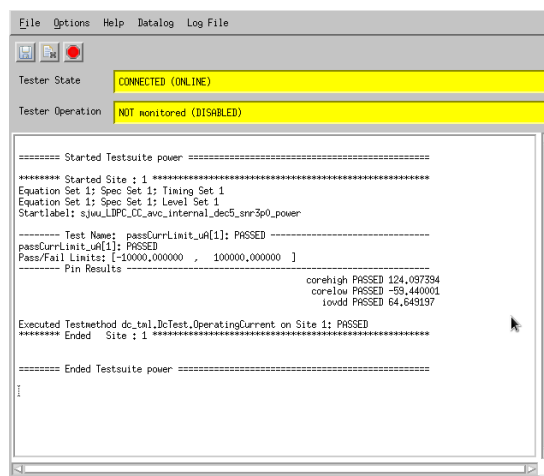 File Options Help Datalog Log File
Tester State CONNECTED (ONLINE)
Tester Operation NOT monitored (DISABLED)
======== Started Testsuite power ===============================================
******** Started Site : 1 ******************************************************
Equation Set 1; Spec Set 1; Timing Set 1
Equation Set 1; Spec Set 1; Level Set 1
Startlabel: sjwu_LDPC_CC_avc_internal_dec5_snr3p0_power
-------- Test Name: passCurrLimit_uA[1]: PASSED --------------------------------
passCurrLimit_uA[1]: PASSED
Pass/Fail Limits: [-10000.000000 , 100000.000000 ]
-------- Pin Results -----------------------------------------------------------
corehigh PASSED 124.097394
corelow PASSED -59.440001
iovdd PASSED 64.649197
Executed Testmethod dc_tml.DcTest.OperatingCurrent on Site 1: PASSED
******** Ended Site : 1 ********************************************************
======== Ended Testsuite power =================================================